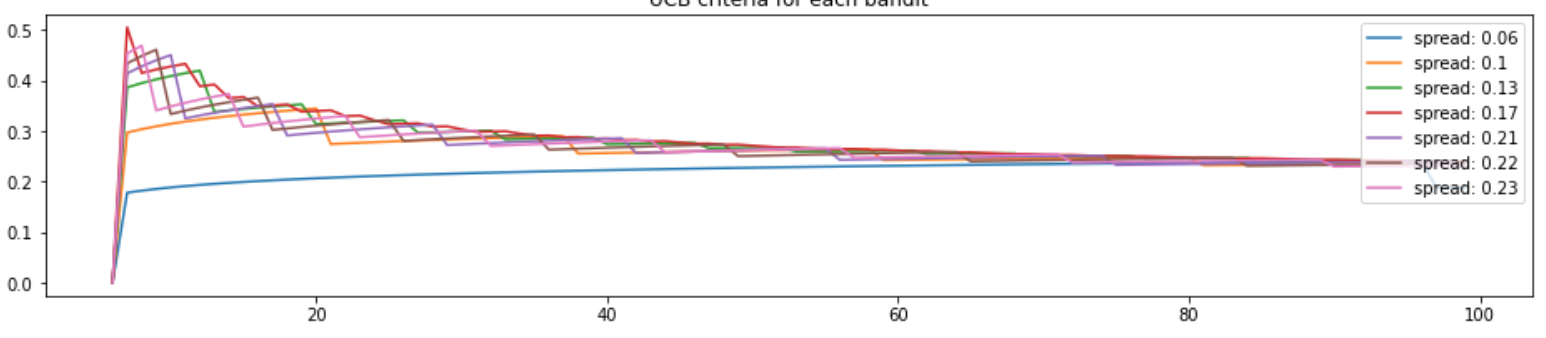 UCB criteria for each bandit
0.5
0.4
0.3
0.2
0.1
0.0
spread: 0.06
spread: 0.1
spread: 0.13
spread: 0.17
spread: 0.21
spread: 0.22
spread: 0.23
20 40 60 80 100